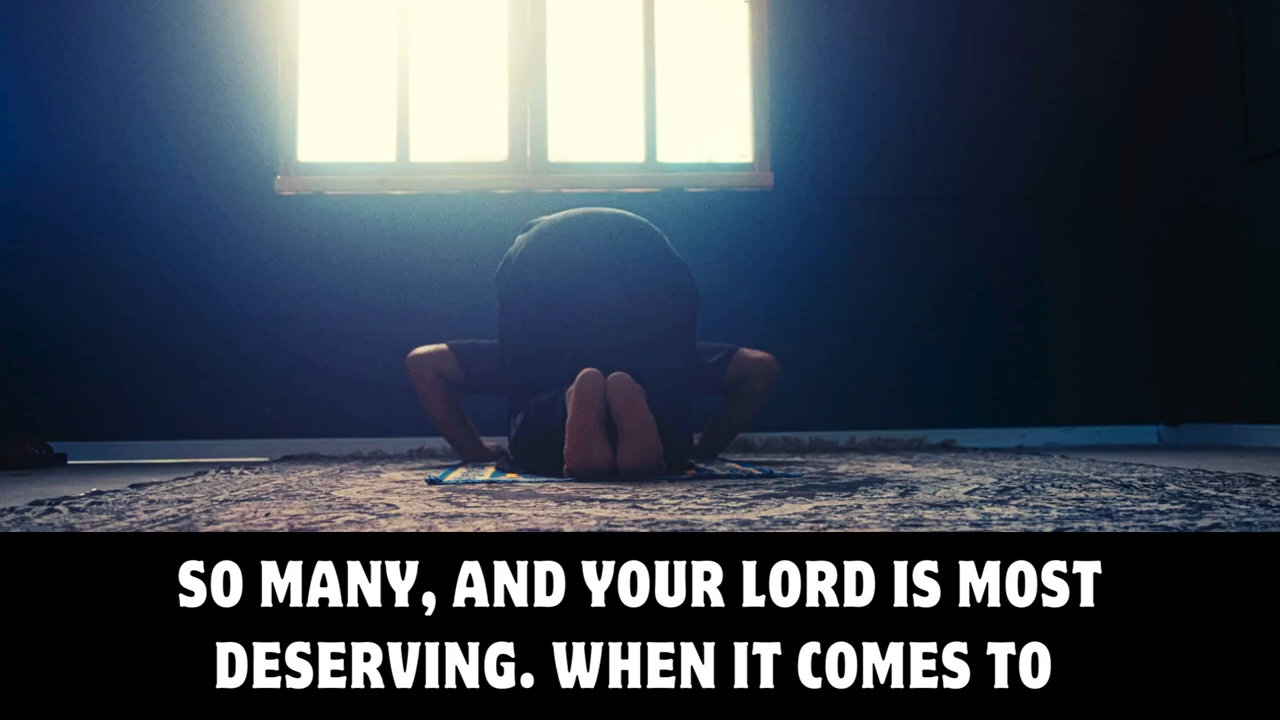 SO MANY, AND YOUR LORD IS MOST
DESERVING. WHEN IT COMES TO